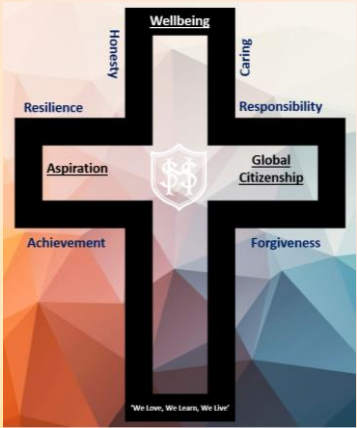 Wellbeing
Honesty
Caring
Resilience
Responsibility
Aspiration
Global
Citizenship
Achievement
Forgiveness
'We Love, We Learn, We Live'